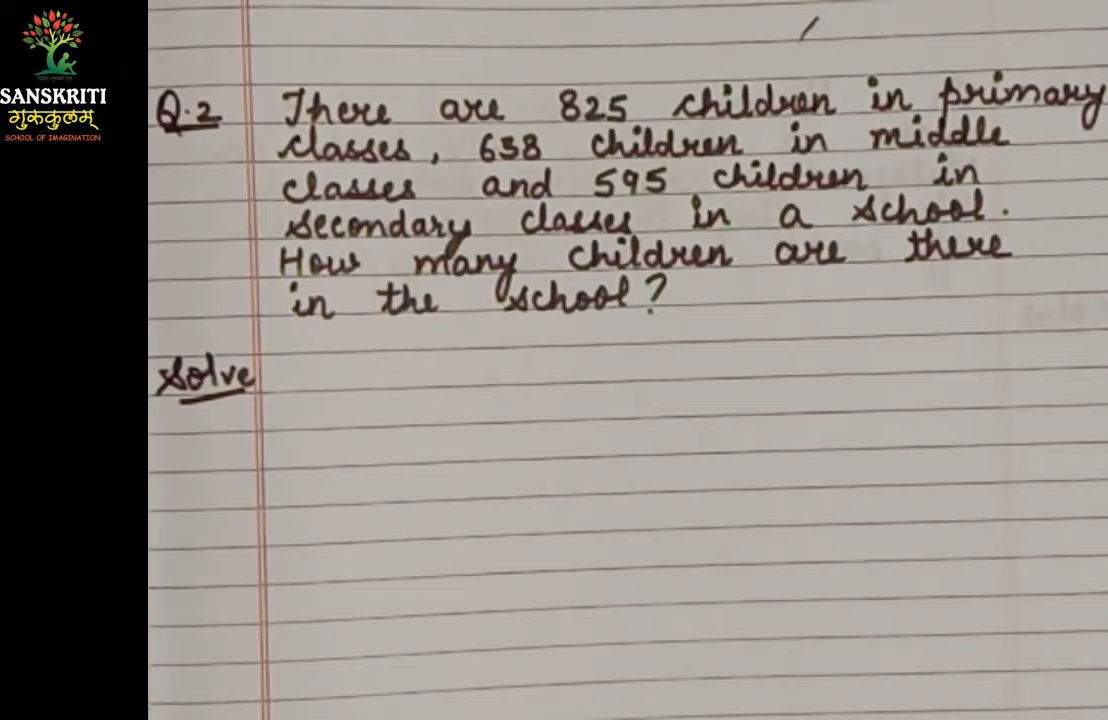 SANSKRITI
गुरुकुलम्
SCHOOL OF IMAGINATION
Q.2 There are 825 children in primary
classes, 638 children in middle
classes and 595 children in
secondary classes in a school.
How many children are there
in the school?
Solve